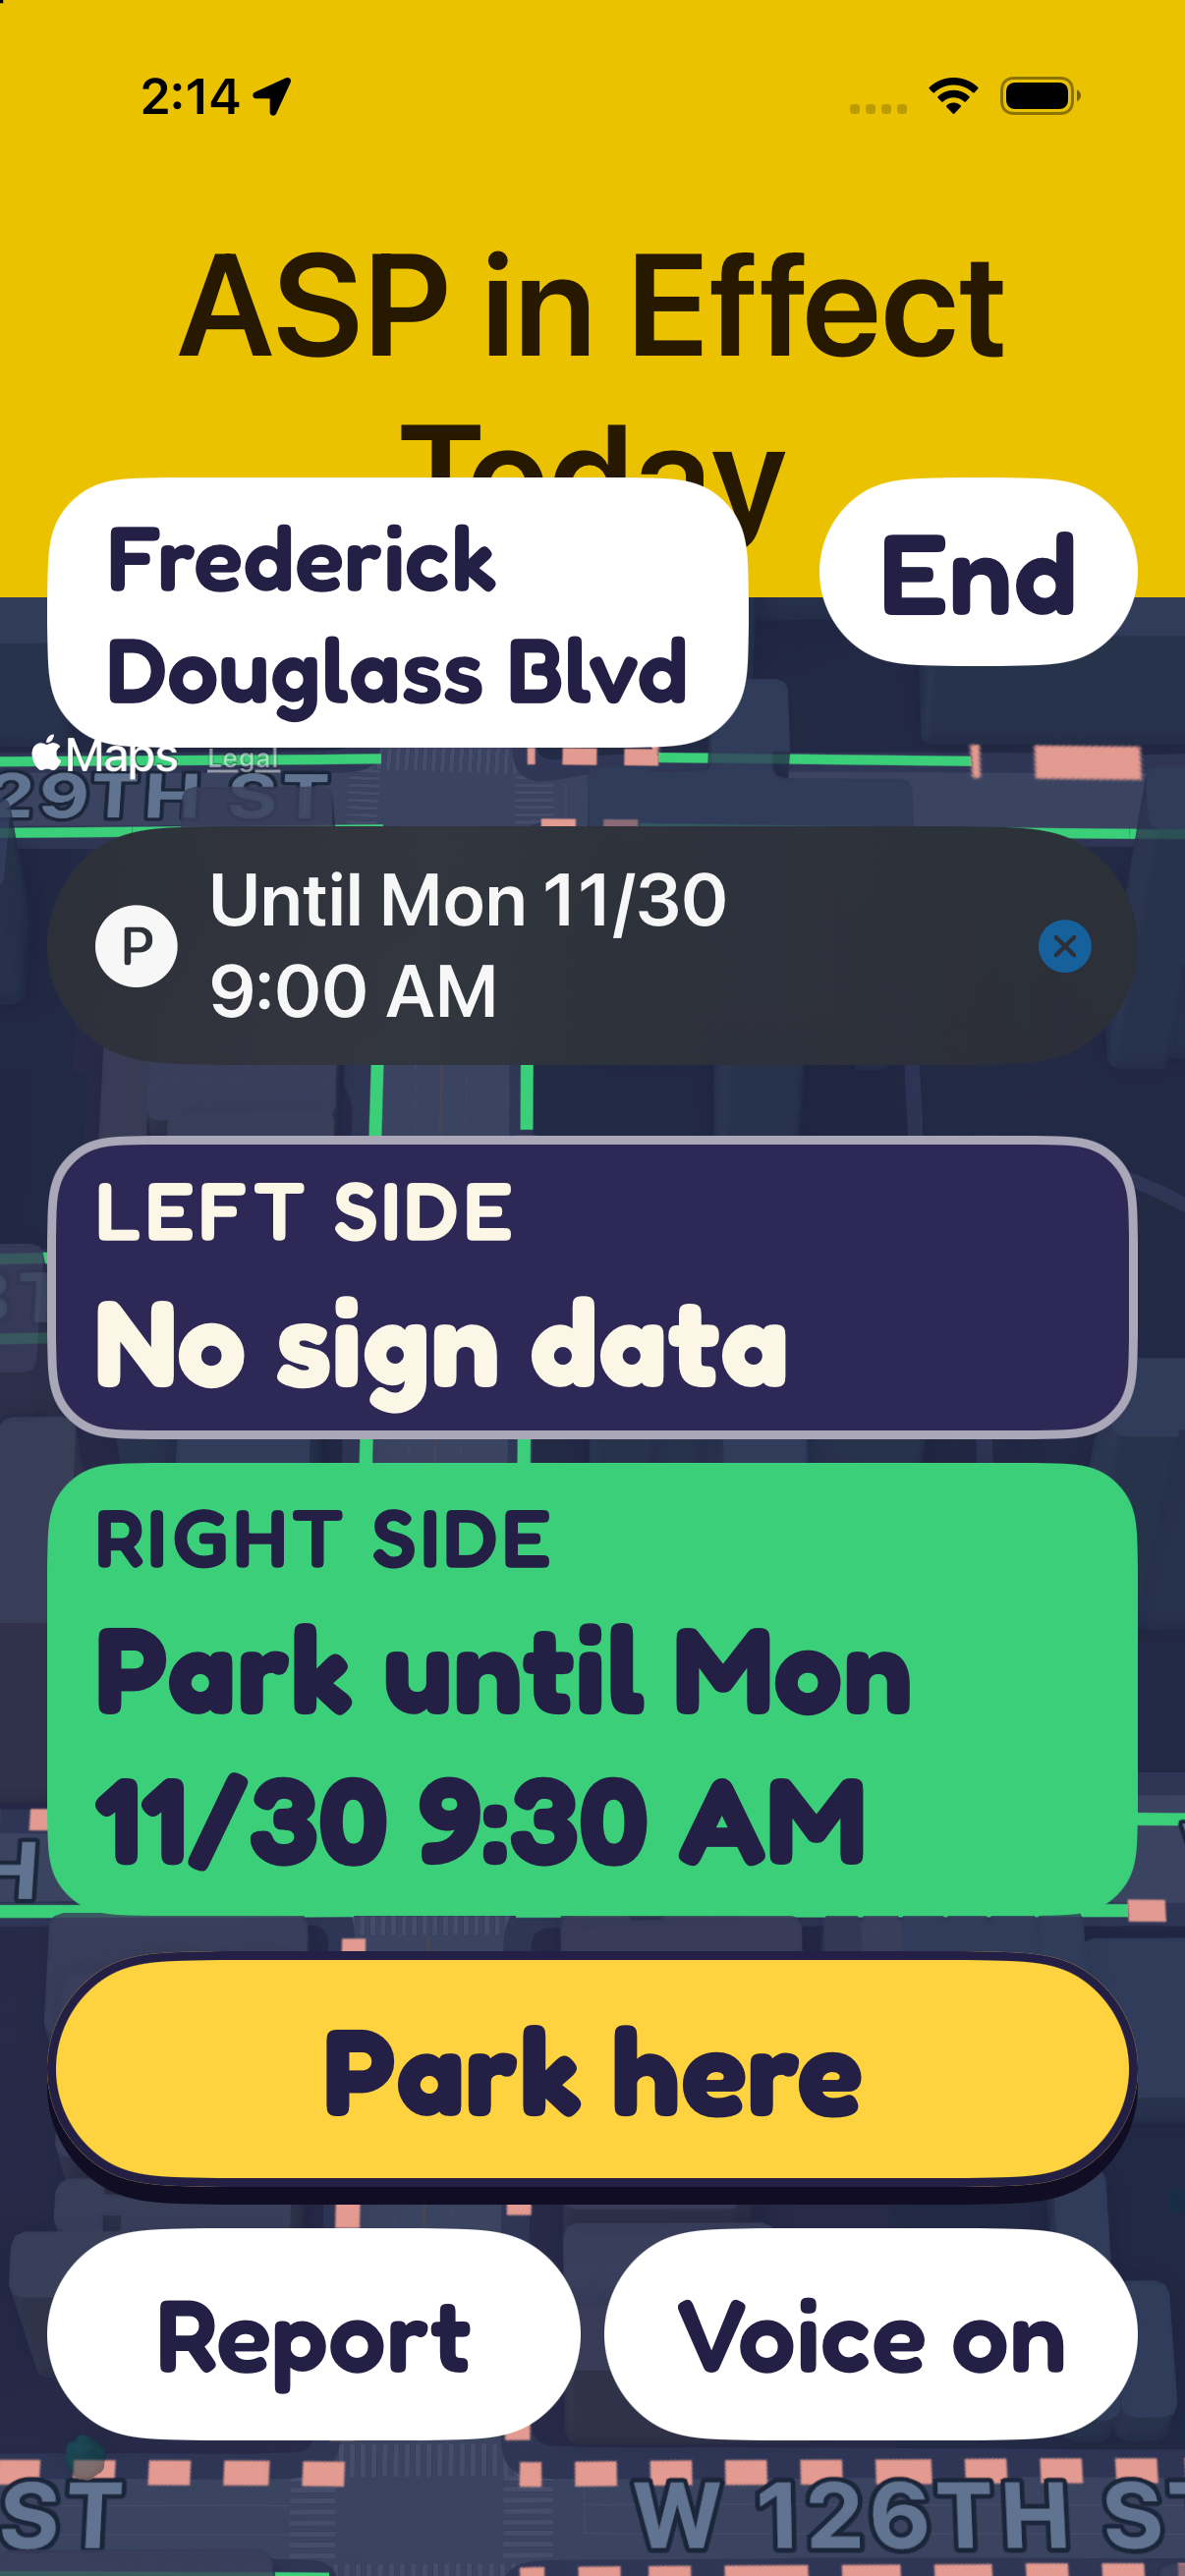 2:14
ASP in Effect
Today
Frederick
Douglass Blvd
End
Maps
Legal
29TH ST
P
Until Mon 11/30
9:00 AM
LEFT SIDE
No sign data
RIGHT SIDE
Park until Mon
11/30 9:30 AM
H
Park here
Report
Voice on
ST
W 126TH ST